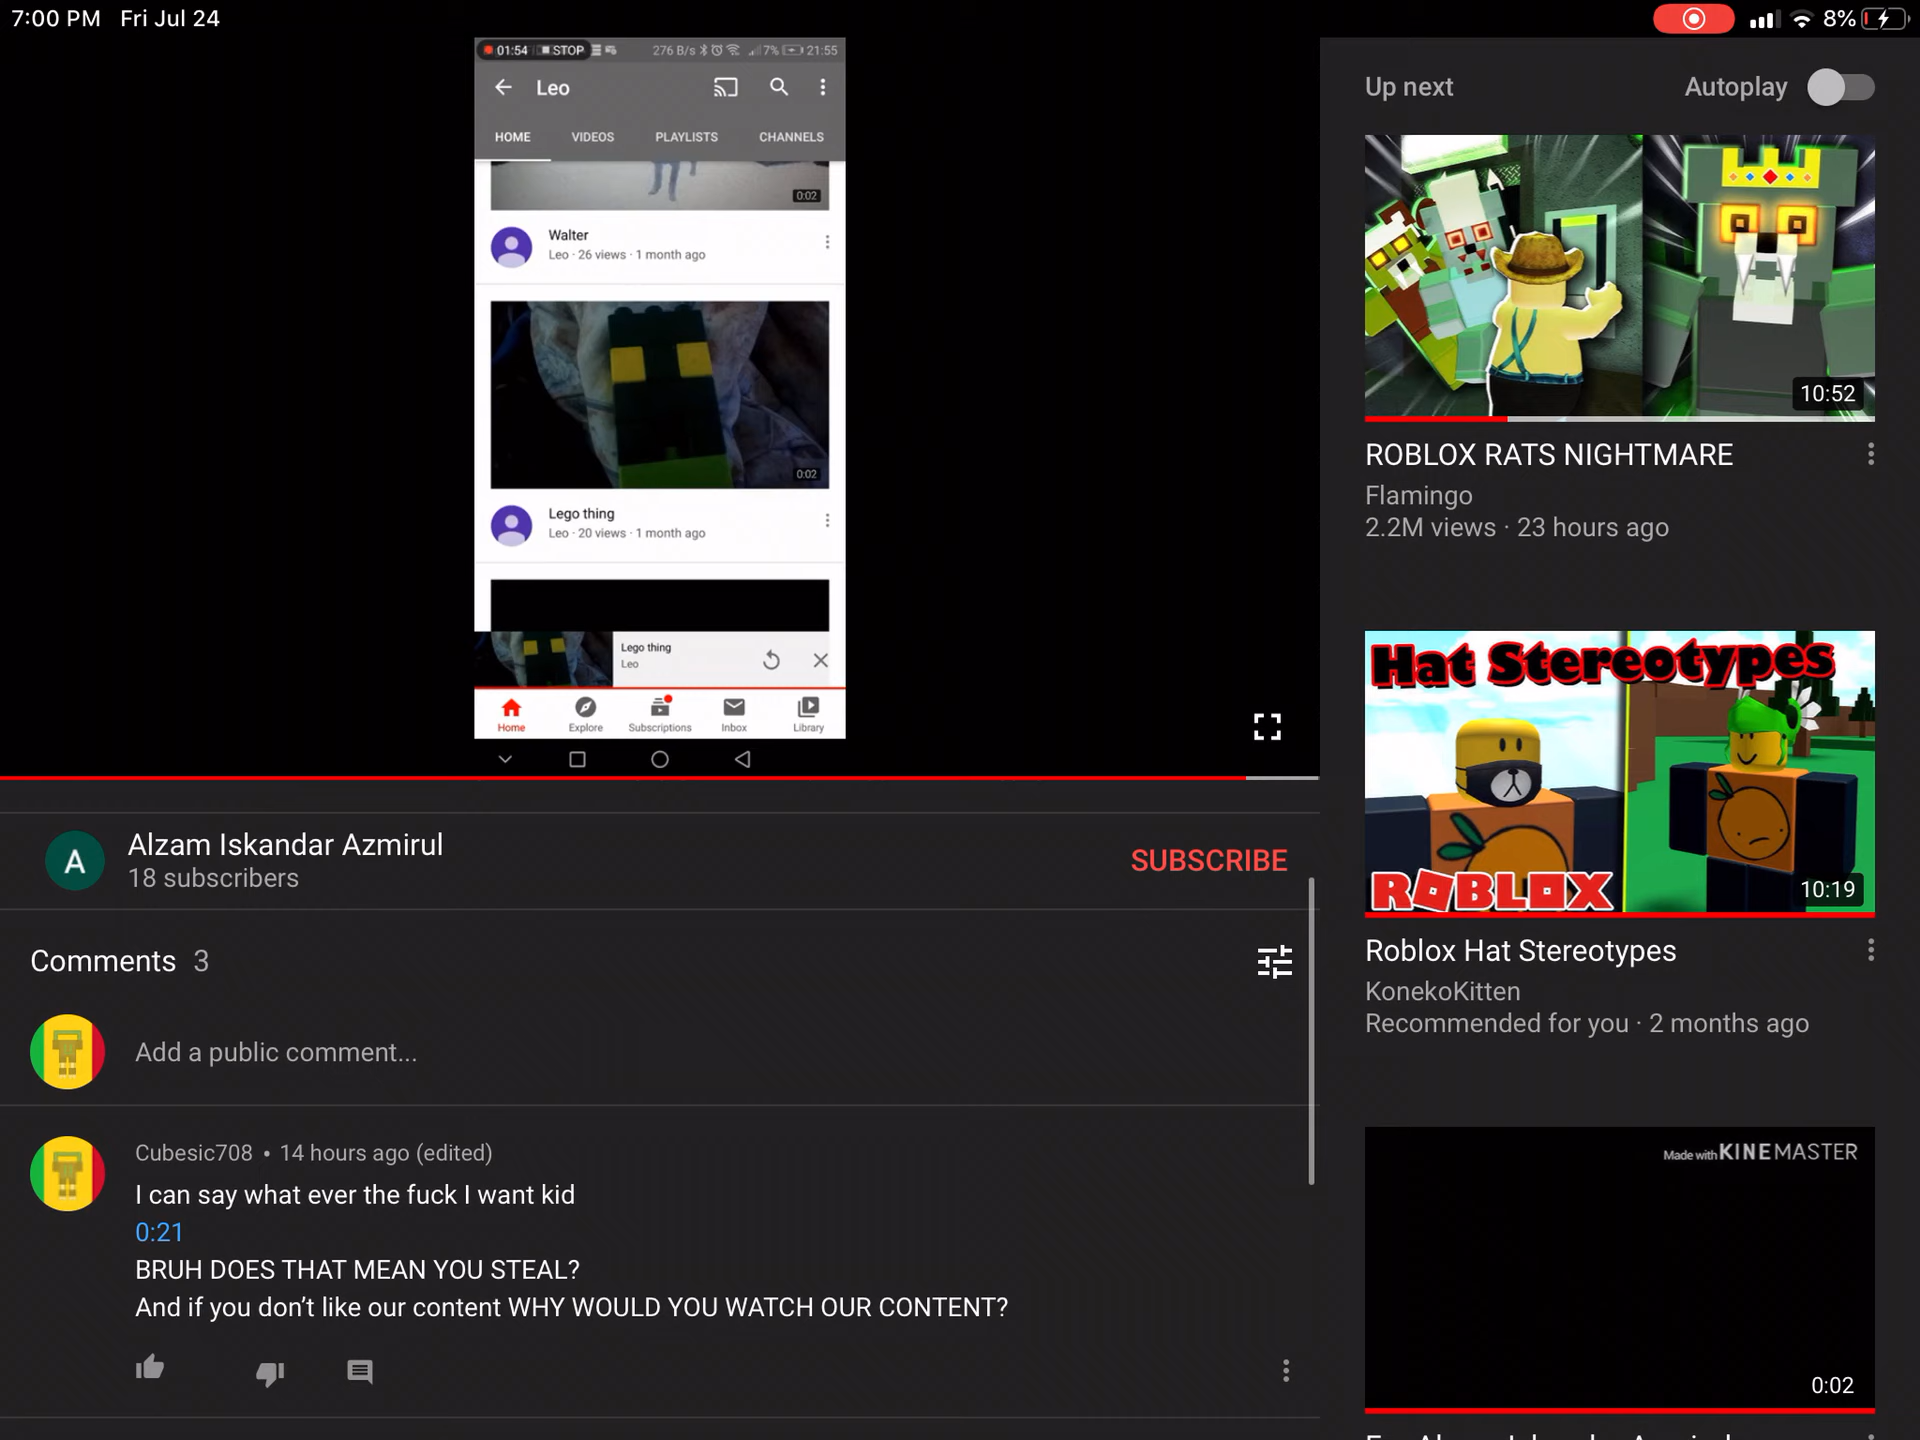 7:00 PM Fri Jul 24
8%
01:54 STOP 276 B/s 7% 21:55
Leo
HOME VIDEOS PLAYLISTS CHANNELS
0:02
Walter
Leo · 26 views · 1 month ago
0:02
Lego thing
Leo · 20 views · 1 month ago
Lego thing
Leo
Home Explore Subscriptions Inbox Library
Alzam Iskandar Azmirul
A
18 subscribers
SUBSCRIBE
Comments 3
Add a public comment...
Cubesic708 • 14 hours ago (edited)
I can say what ever the fuck I want kid
0:21
BRUH DOES THAT MEAN YOU STEAL?
And if you don’t like our content WHY WOULD YOU WATCH OUR CONTENT?
Up next Autoplay
10:52
ROBLOX RATS NIGHTMARE
Flamingo
2.2M views · 23 hours ago
Hat Stereotypes
ROBLOX
10:19
Roblox Hat Stereotypes
KonekoKitten
Recommended for you · 2 months ago
Made with KINEMASTER
0:02